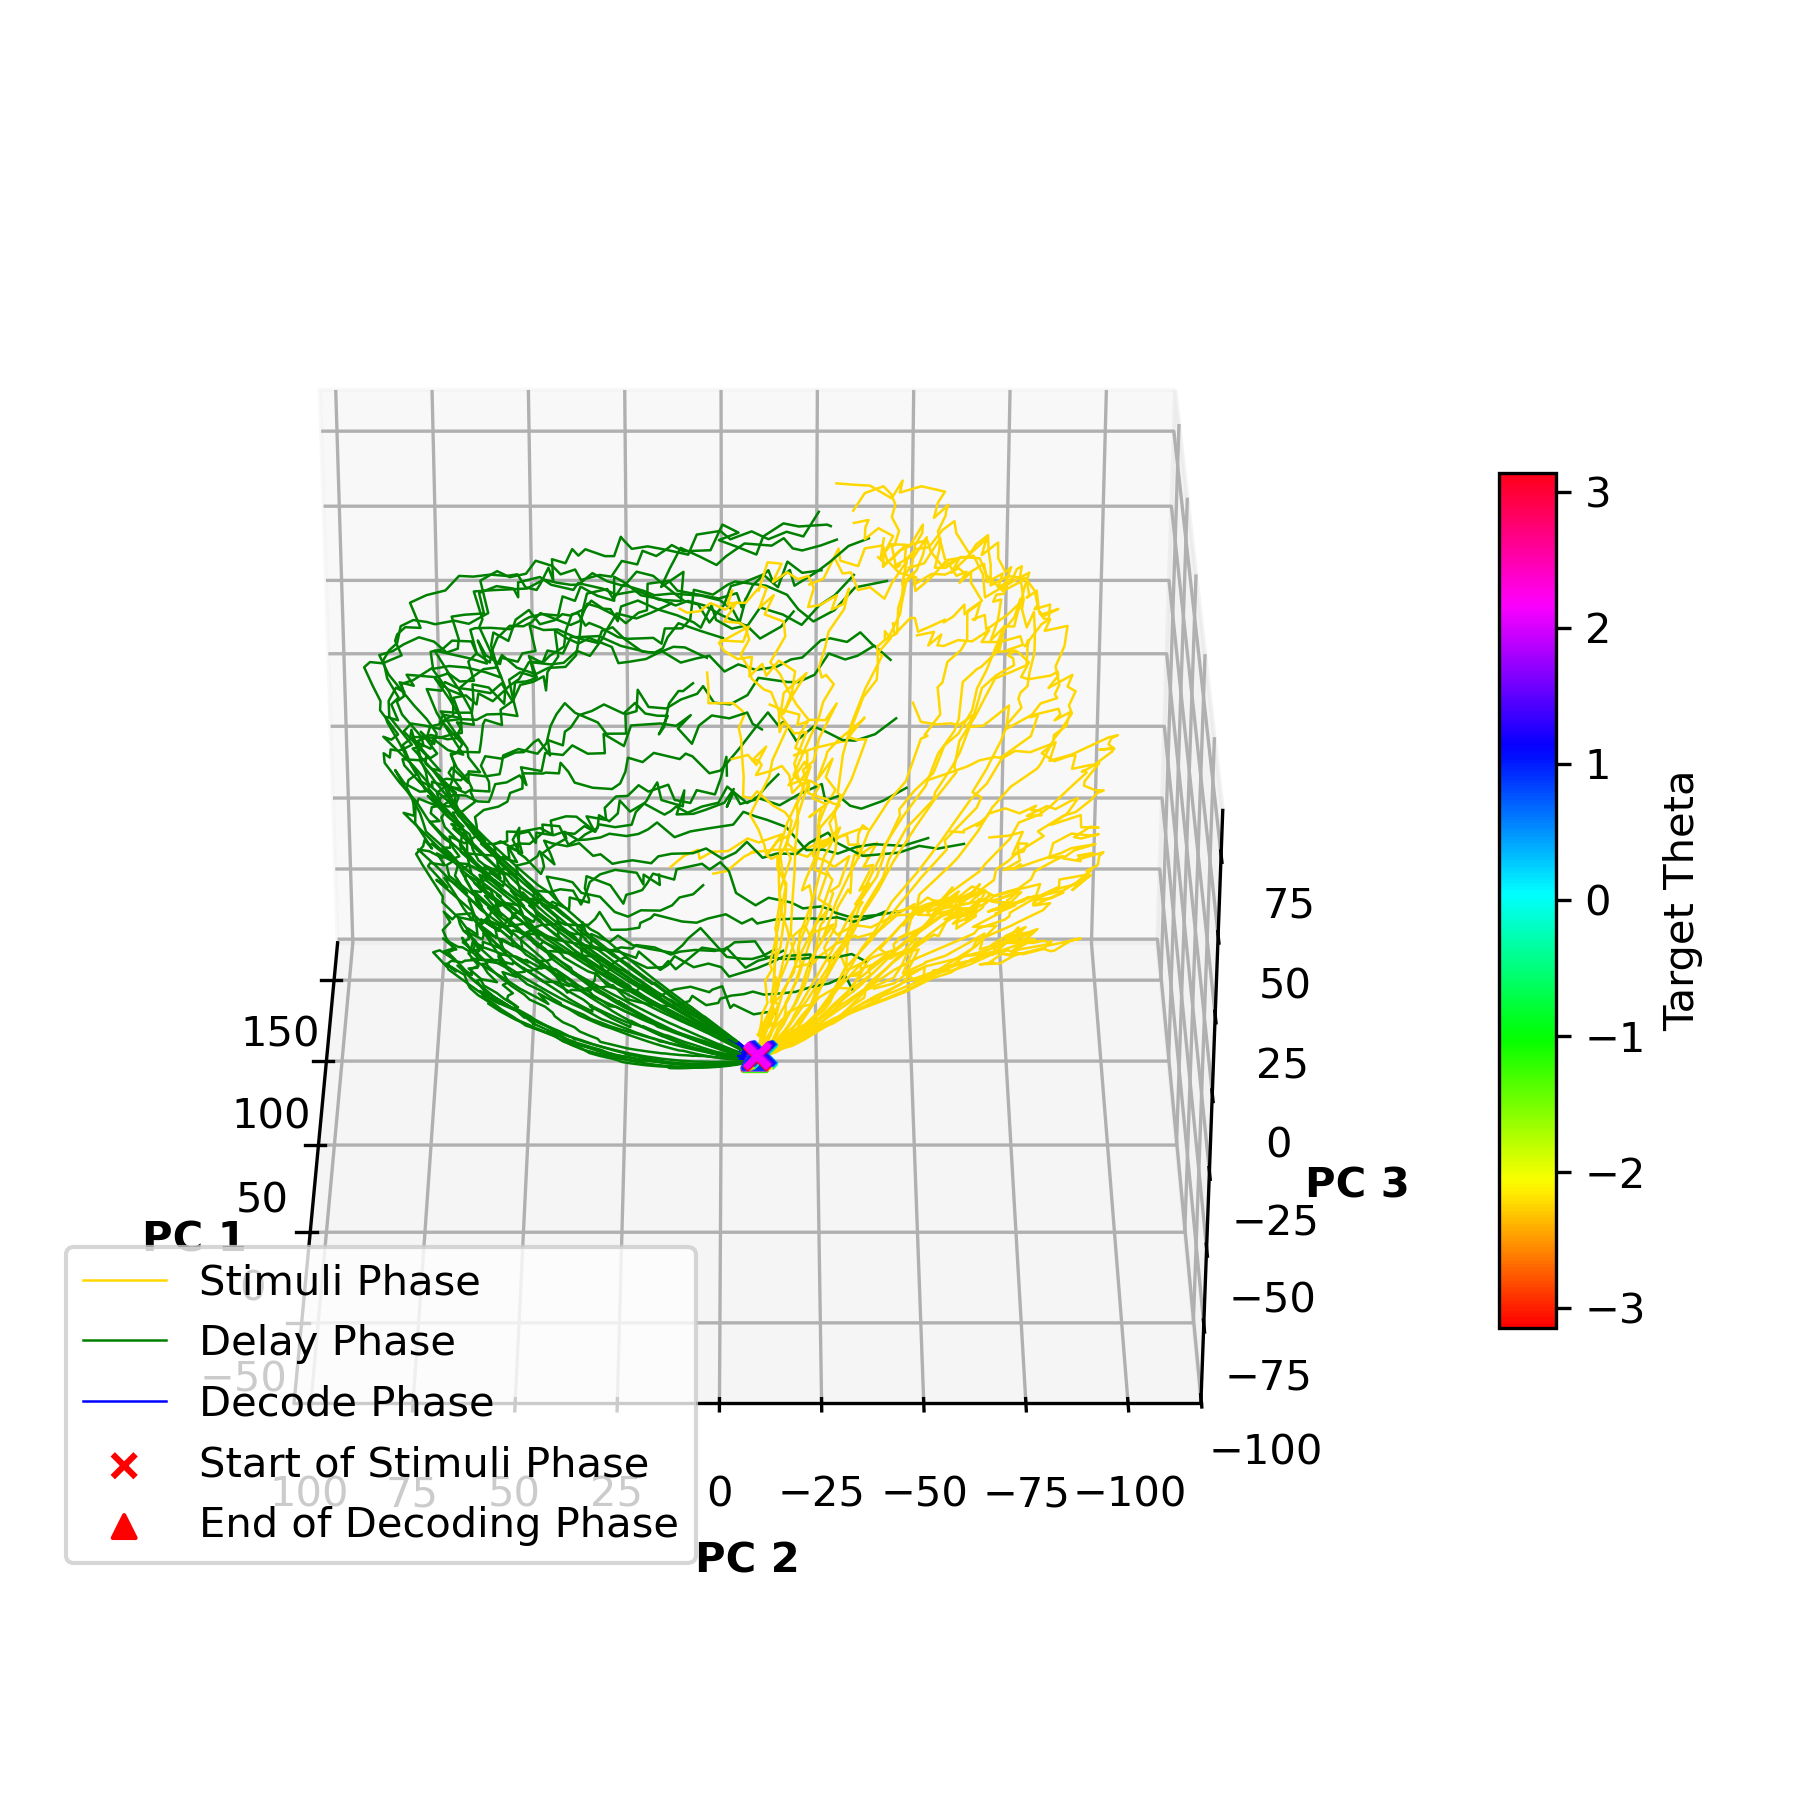 3
2
1
0
−1
−2
−3
Target Theta
75
50
25
0
−25
−50
−75
−100
PC 3
150
100
50
0
−50
PC 1
Stimuli Phase
Delay Phase
Decode Phase
Start of Stimuli Phase
End of Decoding Phase
100 75 50 25 0 −25 −50 −75 −100
PC 2